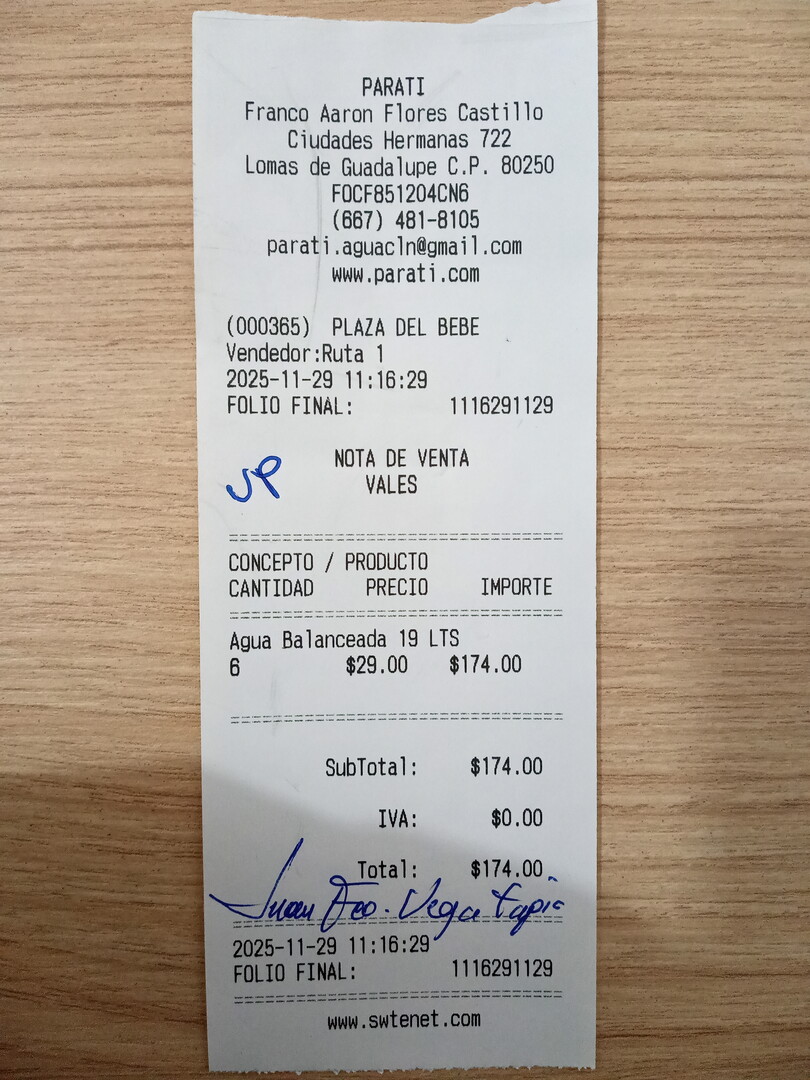 PARATI
Franco Aaron Flores Castillo
Ciudades Hermanas 722
Lomas de Guadalupe C.P. 80250
FOCF851204CN6
(667) 481-8105
parati.aguacln@gmail.com
www.parati.com
(000365) PLAZA DEL BEBE
Vendedor:Ruta 1
2025-11-29 11:16:29
FOLIO FINAL: 1116291129
NOTA DE VENTA
VALES
CONCEPTO / PRODUCTO
CANTIDAD PRECIO IMPORTE
Agua Balanceada 19 LTS
6 $29.00 $174.00
SubTotal: $174.00
IVA: $0.00
Total: $174.00
Juan Fco. Vega Tapia
2025-11-29 11:16:29
FOLIO FINAL: 1116291129
www.swtenet.com